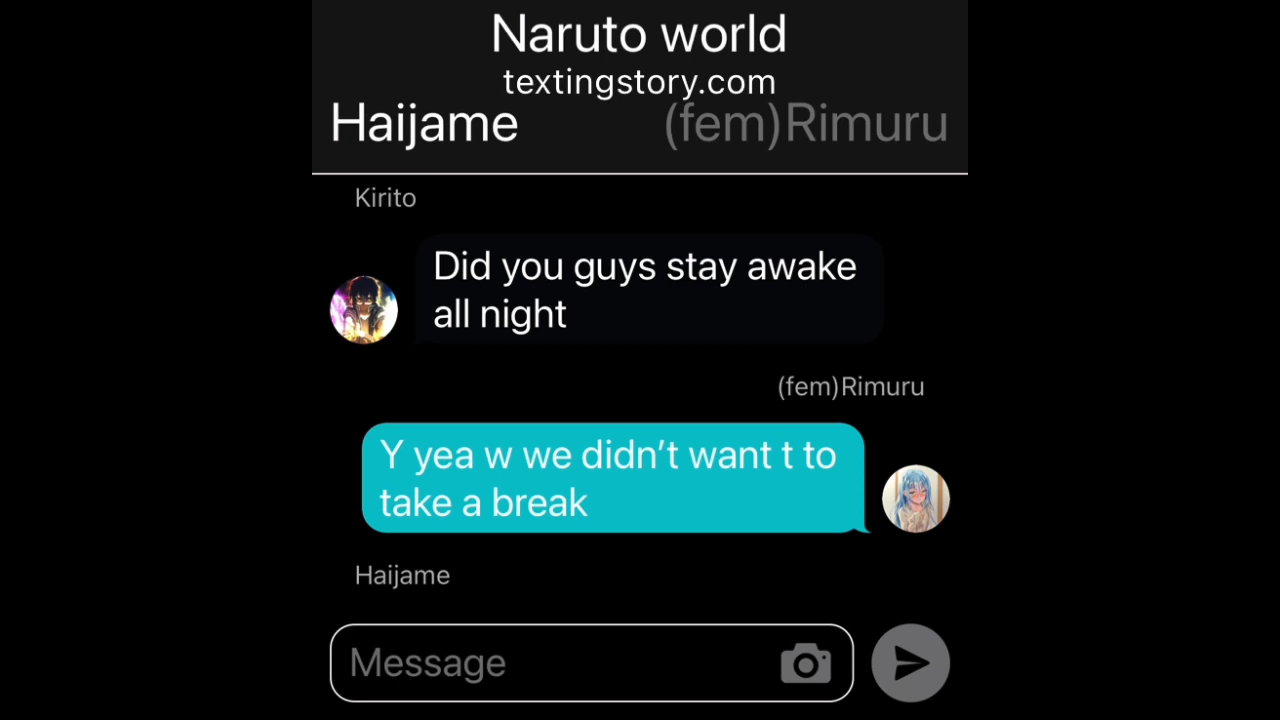 Naruto world
textingstory.com
Haijame (fem)Rimuru
Kirito
Did you guys stay awake
all night
(fem)Rimuru
Y yea w we didn’t want t to
take a break
Haijame
Message